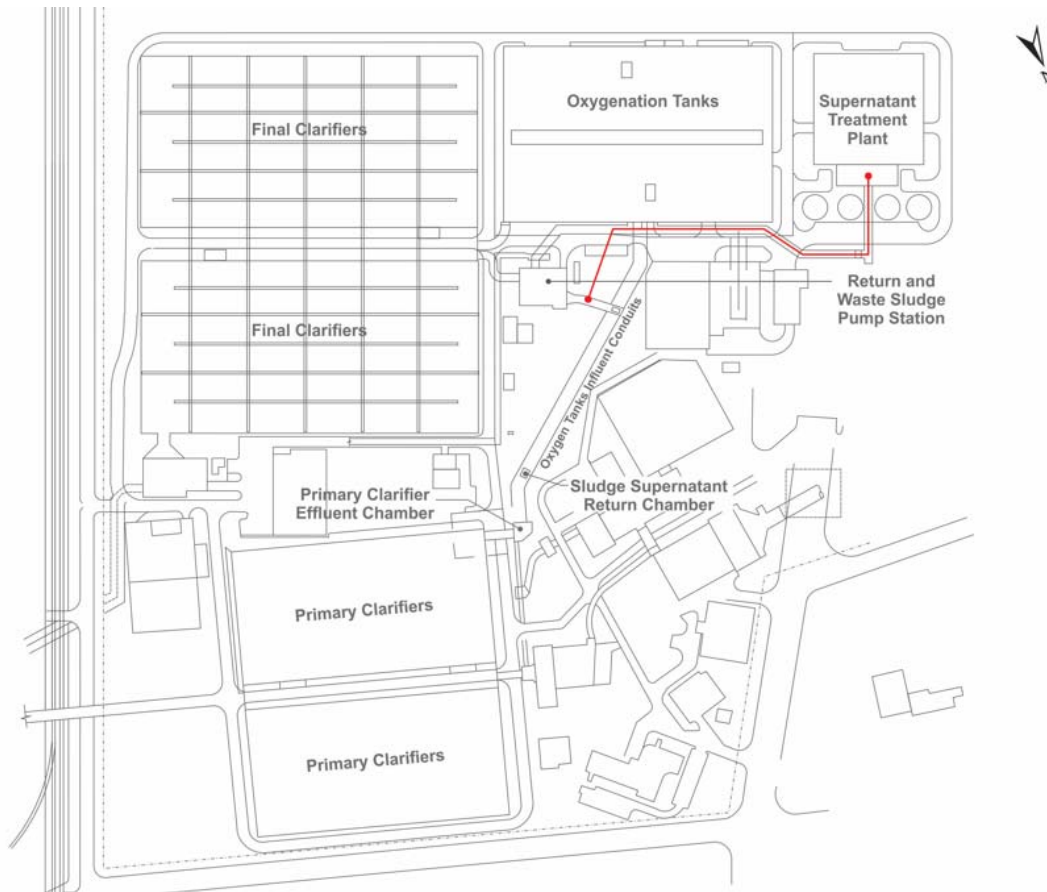 Final Clarifiers
Oxygenation Tanks
Supernatant
Treatment
Plant
Return and
Waste Sludge
Pump Station
Final Clarifiers
Oxygen Tanks Influent Conduits
Primary Clarifier
Effluent Chamber
Sludge Supernatant
Return Chamber
Primary Clarifiers
Primary Clarifiers